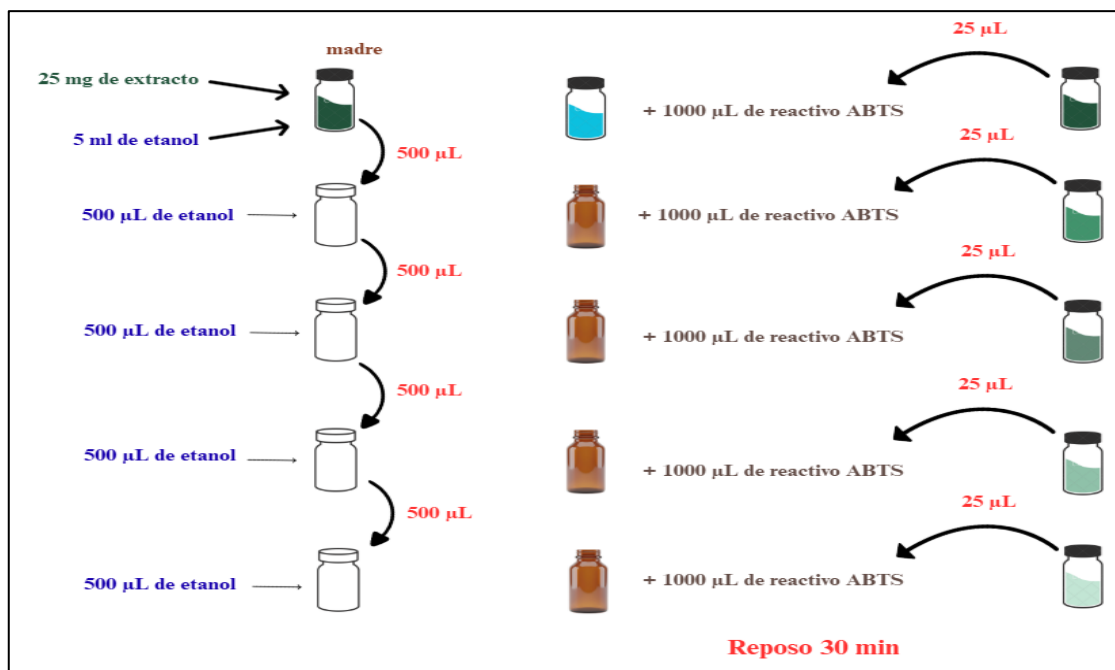 madre
25 mg de extracto
5 ml de etanol
500 µL
500 µL de etanol
500 µL
500 µL de etanol
500 µL
500 µL de etanol
500 µL
500 µL de etanol
25 µL
+ 1000 µL de reactivo ABTS
25 µL
+ 1000 µL de reactivo ABTS
25 µL
+ 1000 µL de reactivo ABTS
25 µL
+ 1000 µL de reactivo ABTS
25 µL
+ 1000 µL de reactivo ABTS
Reposo 30 min